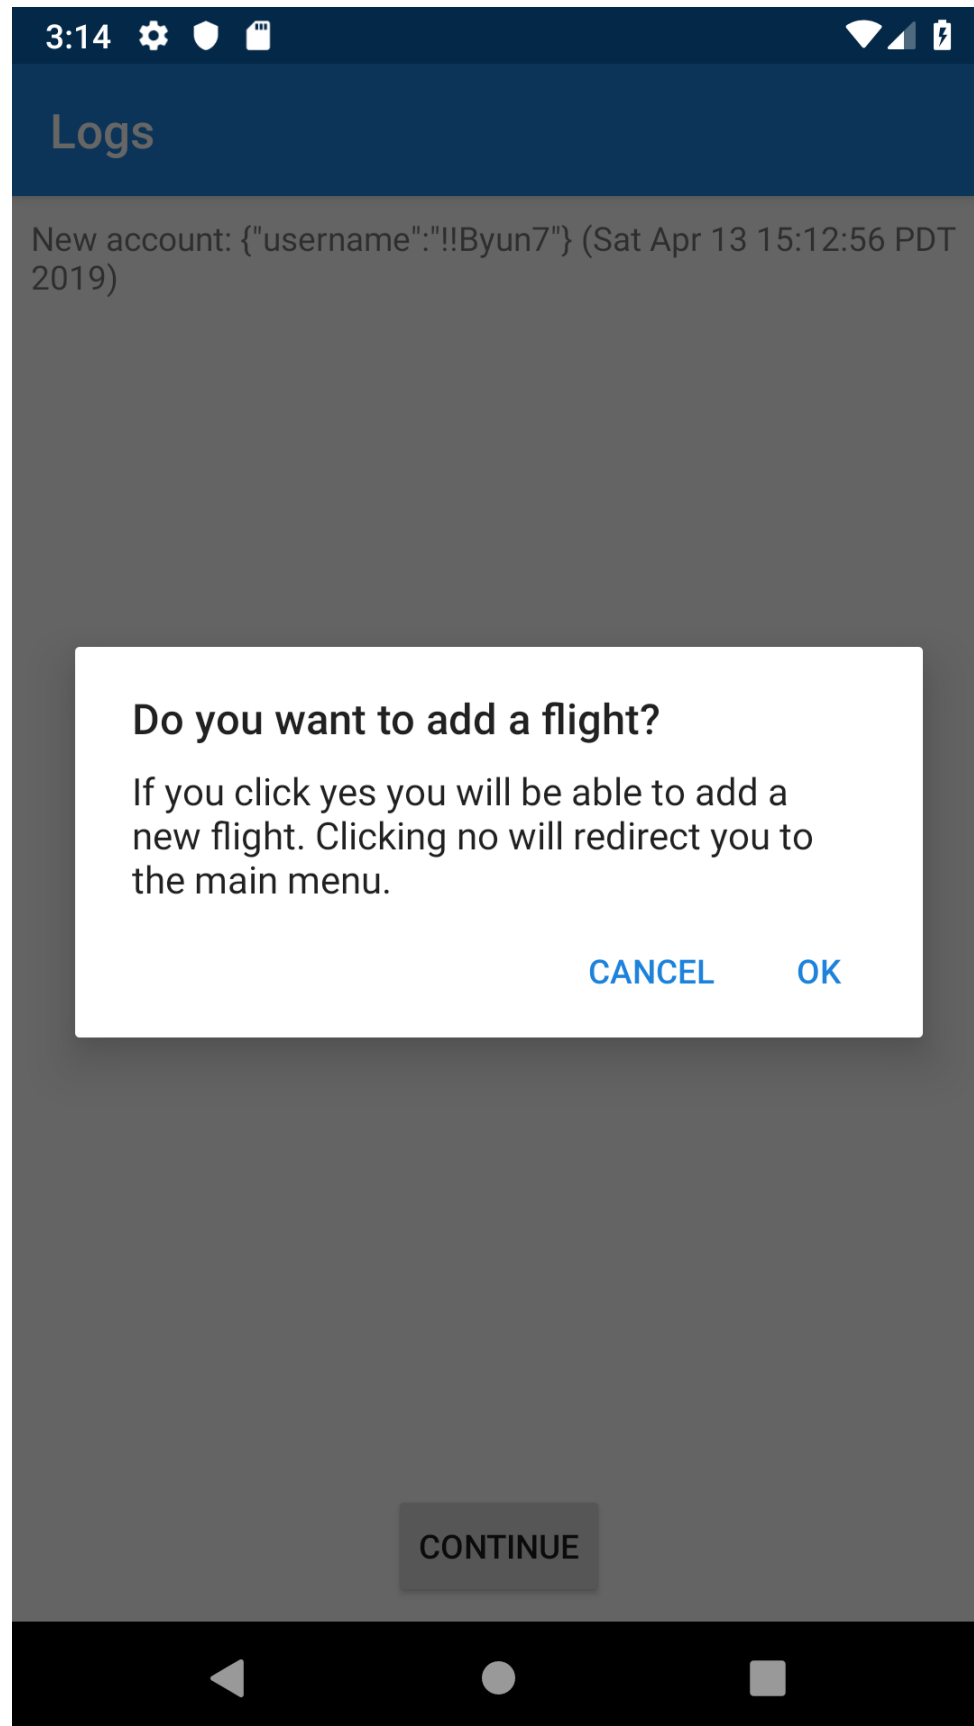 3:14
Logs
New account: {"username":"!!Byun7"} (Sat Apr 13 15:12:56 PDT
2019)
Do you want to add a flight?
If you click yes you will be able to add a
new flight. Clicking no will redirect you to
the main menu.
CANCEL OK
CONTINUE